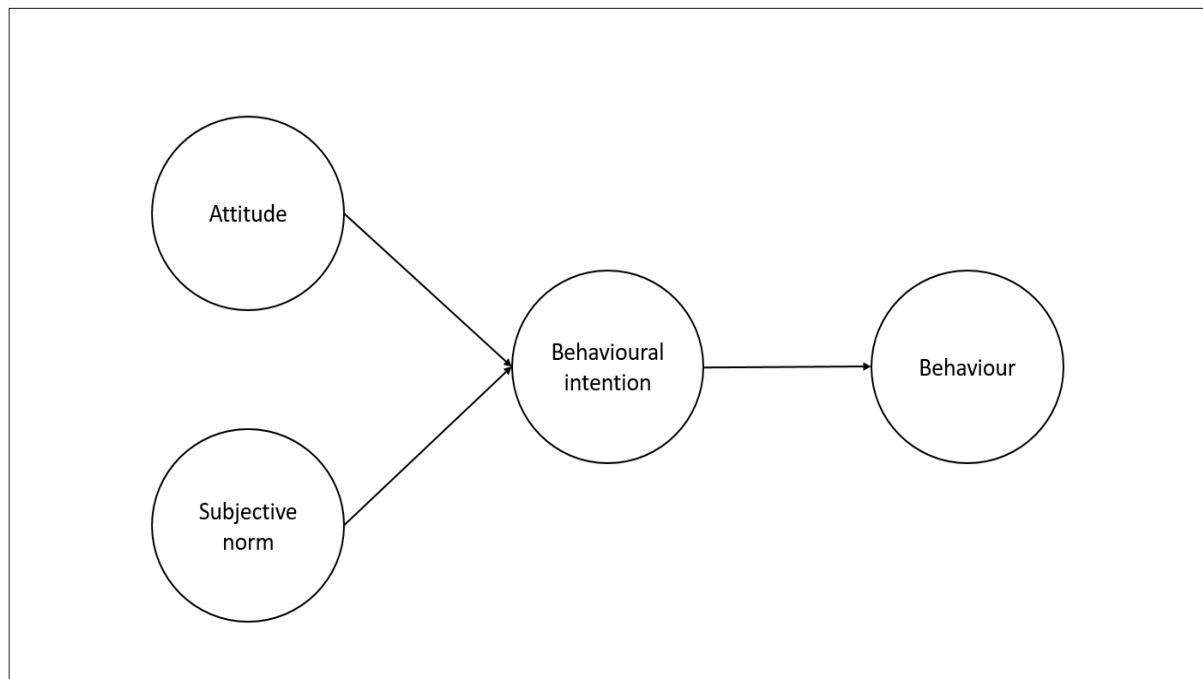 Attitude
Behavioural
intention
Behaviour
Subjective
norm